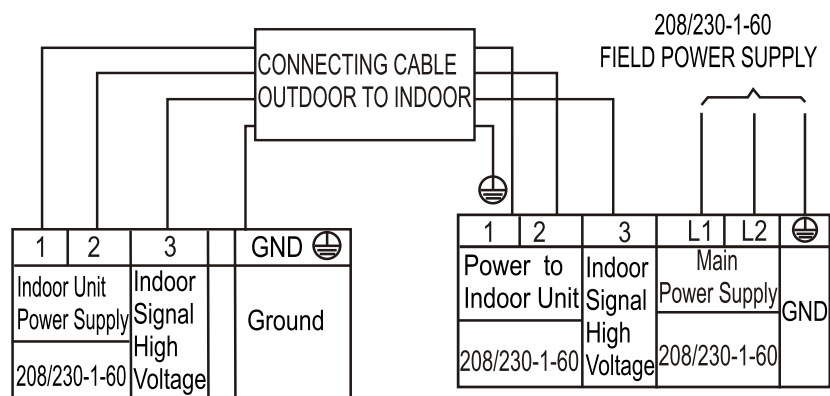 208/230-1-60
FIELD POWER SUPPLY
CONNECTING CABLE
OUTDOOR TO INDOOR
1 2 3 GND
Indoor Unit
Power Supply
208/230-1-60
Indoor
Signal
High
Voltage
Ground
1 2 3 L1 L2
Power to
Indoor Unit
208/230-1-60
Indoor
Signal
High
Voltage
Main
Power Supply
208/230-1-60
GND